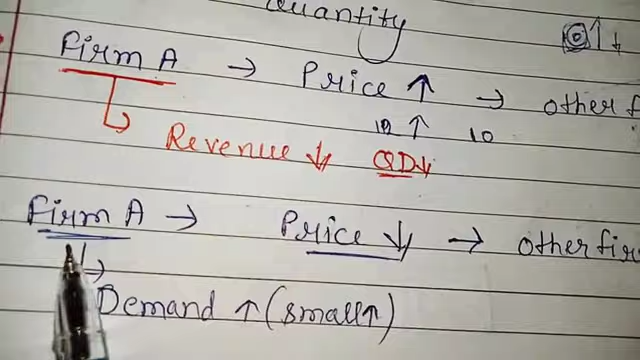 Quantity
Firm A → Price ↑ → other f
10 ↑ 10
↳ Revenue ↓ QD↓
Firm A → Price ↓ → other fir
↳ Demand ↑ (small↑)